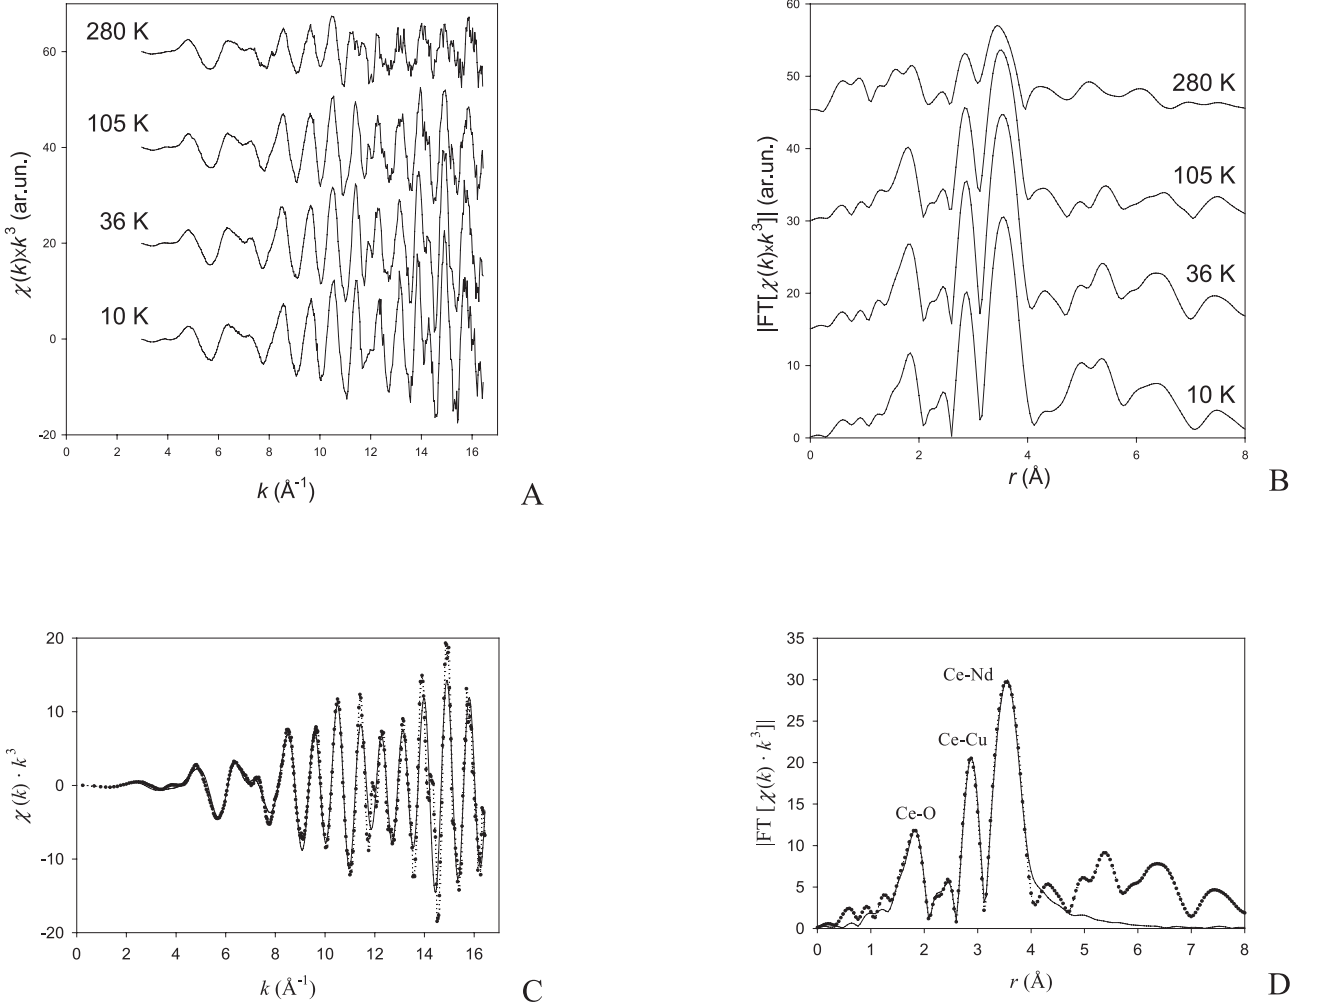 280 K
105 K
36 K
10 K
60
40
20
0
-20
0 2 4 6 8 10 12 14 16
χ(k)xk³ (ar.un.)
k (Å⁻¹)
A
60
50
40
30
20
10
0
0 2 4 6 8
280 K
105 K
36 K
10 K
|FT[χ(k)xk³]| (ar.un.)
r (Å)
B
20
10
0
-10
-20
0 2 4 6 8 10 12 14 16
χ(k) · k³
k (Å⁻¹)
C
35
30
25
20
15
10
5
0
0 1 2 3 4 5 6 7 8
Ce-Nd
Ce-Cu
Ce-O
|FT [χ(k) · k³]|
r (Å)
D